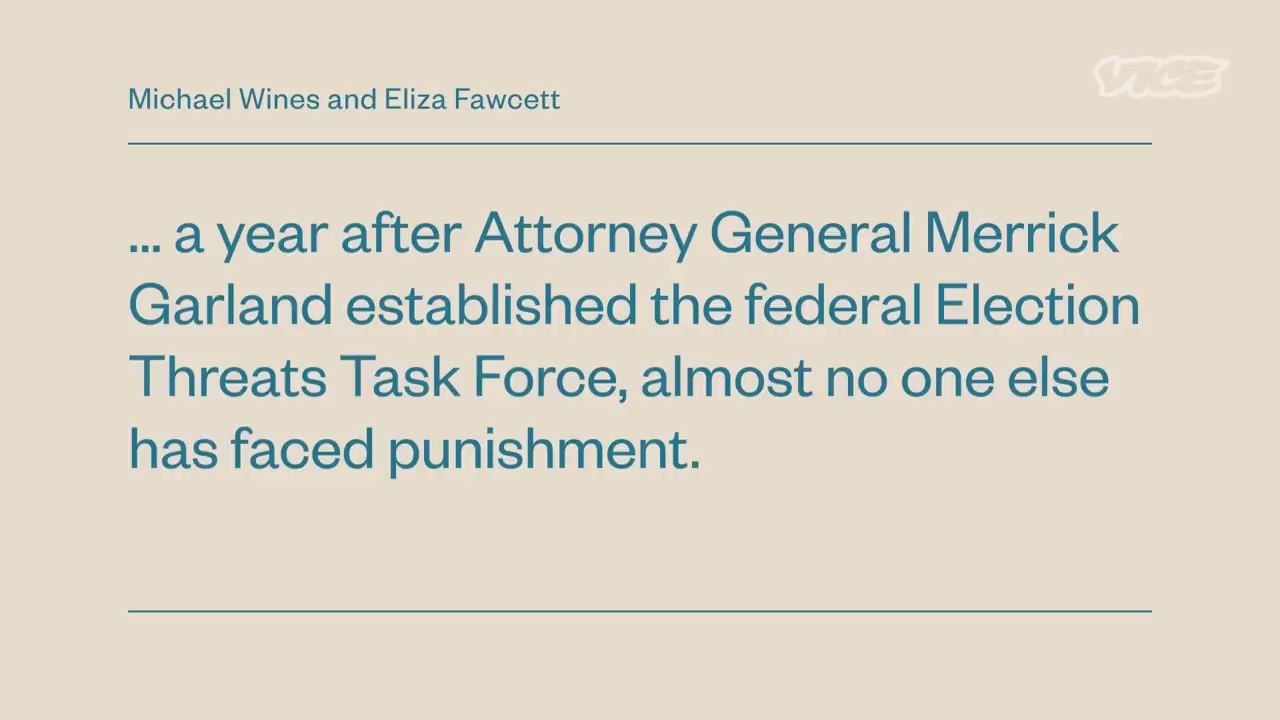 Michael Wines and Eliza Fawcett
VICE
... a year after Attorney General Merrick
Garland established the federal Election
Threats Task Force, almost no one else
has faced punishment.